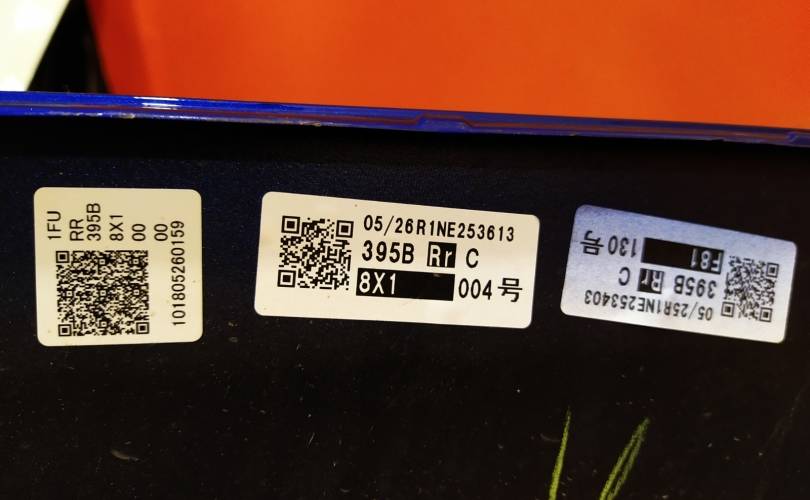 1FU
RR
395B
8X1
00
00
101805260159
05/26R1NE253613
395B Rr C
8X1 004号
05/25R1NE253403
395B Rr C
F81 130号